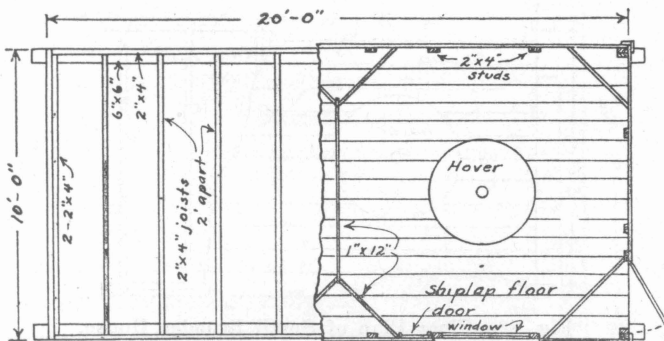 20'-0"
10'-0"
6"x6"
2"x4"
2-2"x4"
2"x4" joists
2' apart
2"x4"
studs
Hover
1"x12"
Shiplap floor
door
window